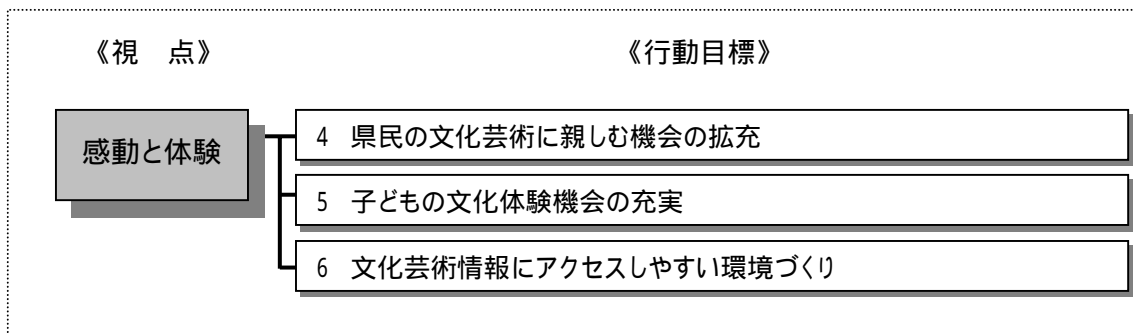 《視　点》　《行動目標》
感動と体験
4　県民の文化芸術に親しむ機会の拡充
5　子どもの文化体験機会の充実
6　文化芸術情報にアクセスしやすい環境づくり